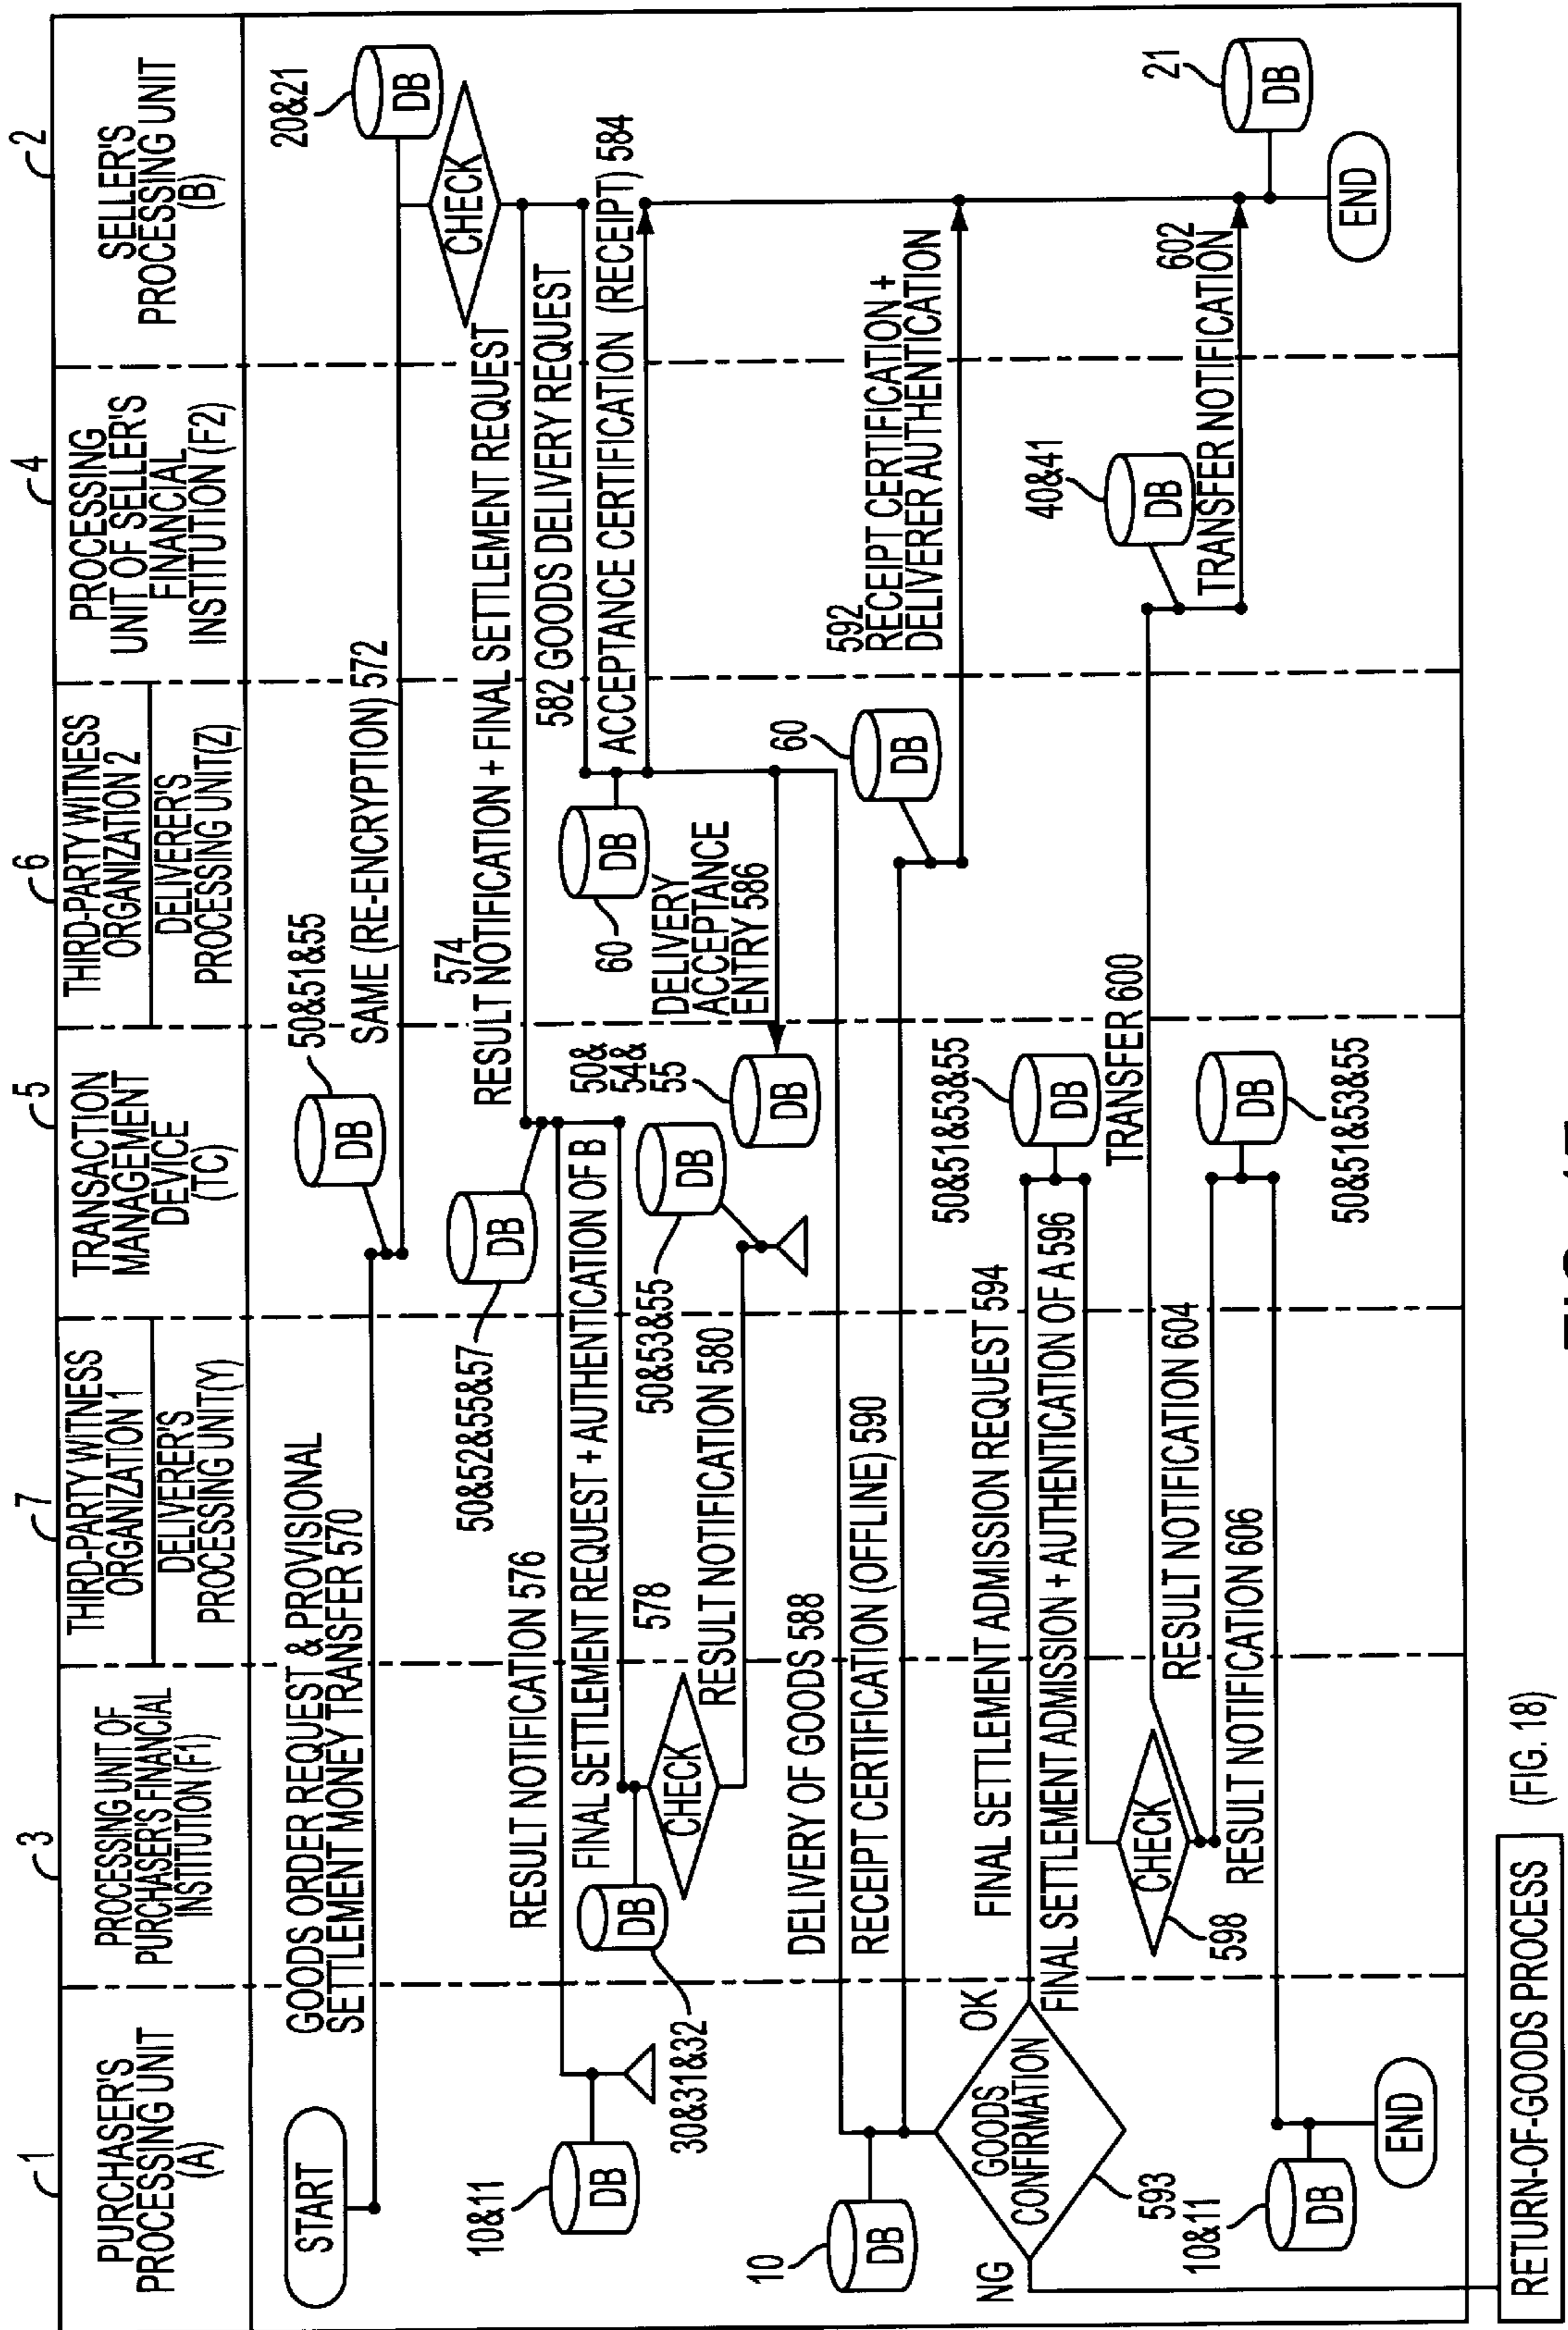 1
PURCHASER'S
PROCESSING UNIT
(A)
3
PROCESSING UNIT OF
PURCHASER'S FINANCIAL
INSTITUTION (F1)
7
THIRD-PARTY WITNESS
ORGANIZATION 1
DELIVERER'S
PROCESSING UNIT(Y)
5
TRANSACTION
MANAGEMENT
DEVICE
(TC)
6
THIRD-PARTY WITNESS
ORGANIZATION 2
DELIVERER'S
PROCESSING UNIT(Z)
4
PROCESSING
UNIT OF SELLER'S
FINANCIAL
INSTITUTION (F2)
2
SELLER'S
PROCESSING UNIT
(B)
START
GOODS ORDER REQUEST & PROVISIONAL
SETTLEMENT MONEY TRANSFER 570
50&51&55
DB
SAME (RE-ENCRYPTION) 572
20&21
DB
CHECK
574
RESULT NOTIFICATION + FINAL SETTLEMENT REQUEST
50&52&55&57
DB
RESULT NOTIFICATION 576
10&11
DB
FINAL SETTLEMENT REQUEST + AUTHENTICATION OF B
578
30&31&32
DB
CHECK
RESULT NOTIFICATION 580
50&53&55
DB
582 GOODS DELIVERY REQUEST
60
DB
ACCEPTANCE CERTIFICATION (RECEIPT) 584
DELIVERY
ACCEPTANCE
ENTRY 586
50&
54&
55
DB
DELIVERY OF GOODS 588
10
DB
RECEIPT CERTIFICATION (OFFLINE) 590
60
DB
592
RECEIPT CERTIFICATION +
DELIVERER AUTHENTICATION
GOODS
CONFIRMATION
593
OK
NG
FINAL SETTLEMENT ADMISSION REQUEST 594
50&51&53&55
DB
FINAL SETTLEMENT ADMISSION + AUTHENTICATION OF A 596
CHECK
598
TRANSFER 600
40&41
DB
602
TRANSFER NOTIFICATION
21
DB
END
RESULT NOTIFICATION 604
50&51&53&55
DB
RESULT NOTIFICATION 606
10&11
DB
END
RETURN-OF-GOODS PROCESS
(FIG. 18)